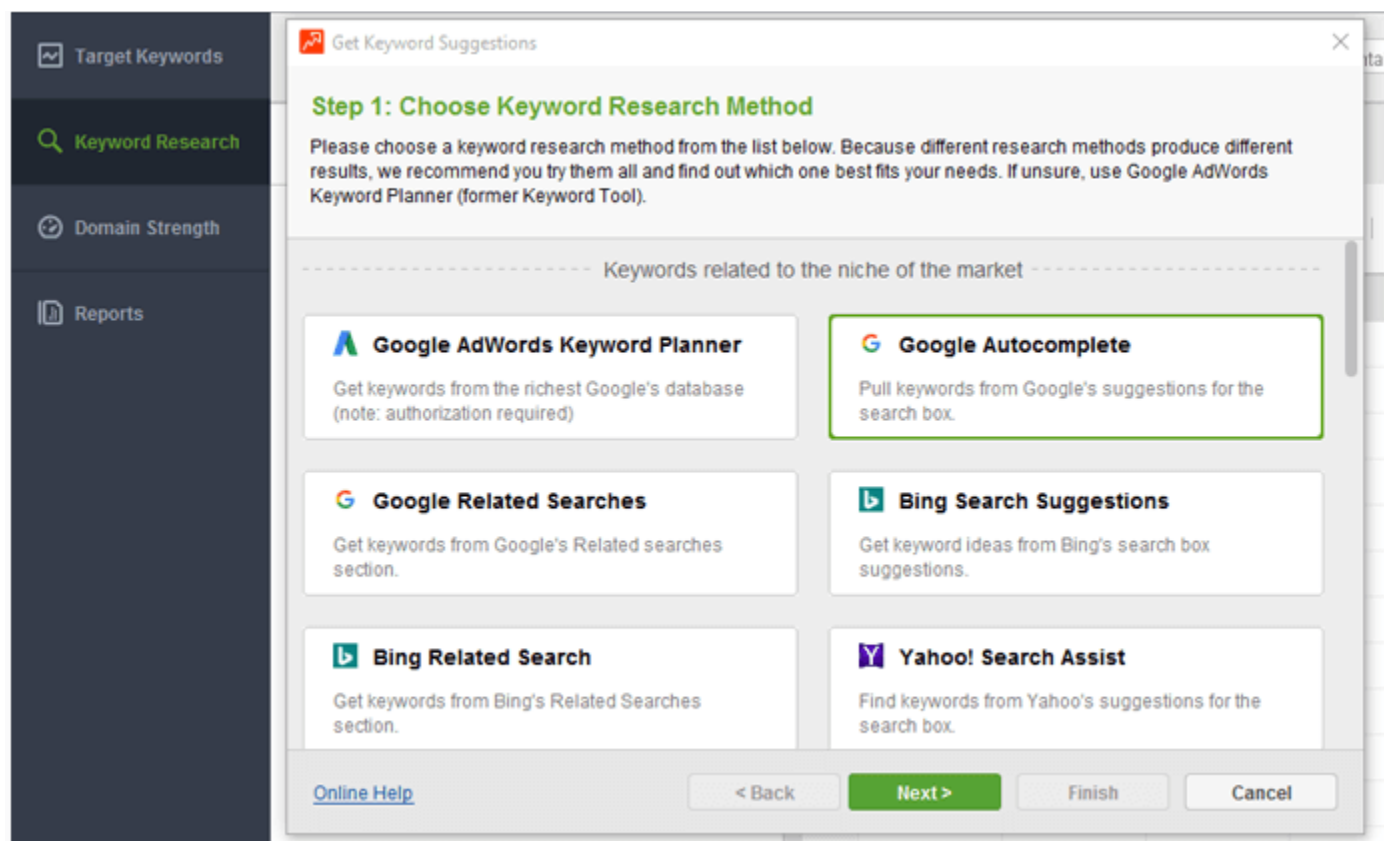 Target Keywords
Keyword Research
Domain Strength
Reports
Get Keyword Suggestions
Step 1: Choose Keyword Research Method
Please choose a keyword research method from the list below. Because different research methods produce different
results, we recommend you try them all and find out which one best fits your needs. If unsure, use Google AdWords
Keyword Planner (former Keyword Tool).
Keywords related to the niche of the market
Google AdWords Keyword Planner
Get keywords from the richest Google's database
(note: authorization required)
Google Autocomplete
Pull keywords from Google's suggestions for the
search box.
Google Related Searches
Get keywords from Google's Related searches
section.
Bing Search Suggestions
Get keyword ideas from Bing's search box
suggestions.
Bing Related Search
Get keywords from Bing's Related Searches
section.
Yahoo! Search Assist
Find keywords from Yahoo's suggestions for the
search box.
Online Help
< Back
Next >
Finish
Cancel